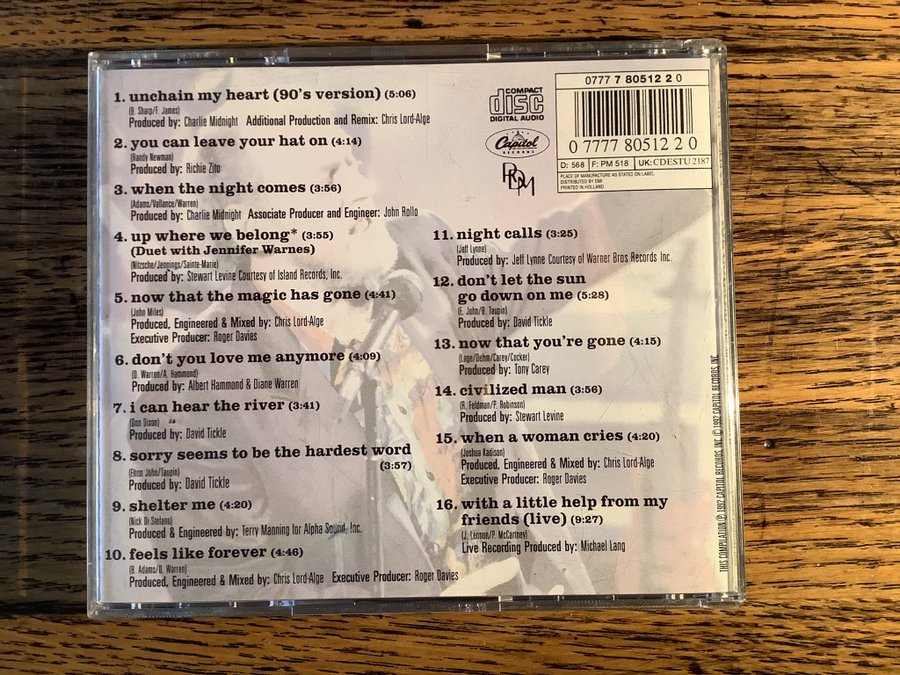 1. unchain my heart (90's version) (5:06)
(B. Sharp/F. James)
Produced by: Charlie Midnight Additional Production and Remix: Chris Lord-Alge
2. you can leave your hat on (4:14)
(Randy Newman)
Produced by: Richie Zito
3. when the night comes (3:56)
(Adams/Vallance/Warren)
Produced by: Charlie Midnight Associate Producer and Engineer: John Rollo
4. up where we belong* (3:55)
(Duet with Jennifer Warnes)
(Nitzsche/Jennings/Sainte-Marie)
Produced by: Stewart Levine Courtesy of Island Records, Inc.
5. now that the magic has gone (4:41)
(John Miles)
Produced, Engineered & Mixed by: Chris Lord-Alge
Executive Producer: Roger Davies
6. don't you love me anymore (4:09)
(D. Warren/A. Hammond)
Produced by: Albert Hammond & Diane Warren
7. i can hear the river (3:41)
(Don Dixon)
Produced by: David Tickle
8. sorry seems to be the hardest word
(3:57)
(Elton John/Taupin)
Produced by: David Tickle
9. shelter me (4:20)
(Nick Di Stefano)
Produced & Engineered by: Terry Manning for Alpha Sound, Inc.
10. feels like forever (4:46)
(B. Adams/D. Warren)
Produced, Engineered & Mixed by: Chris Lord-Alge Executive Producer: Roger Davies
COMPACT
disc
DIGITAL AUDIO
Capitol
RECORDS
PDM
0777 7 80512 2 0
0 07777 80512 2 0
D: 568 F: PM 518 UK: CDESTU 2187
PLACE OF MANUFACTURE AS STATED ON LABEL
DISTRIBUTED BY EMI
PRINTED IN HOLLAND
11. night calls (3:25)
(Jeff Lynne)
Produced by: Jeff Lynne Courtesy of Warner Bros Records Inc.
12. don't let the sun
go down on me (5:28)
(E. John/B. Taupin)
Produced by: David Tickle
13. now that you're gone (4:15)
(Lage/Dehm/Carey/Cocker)
Produced by: Tony Carey
14. civilized man (3:56)
(R. Feldman/P. Robinson)
Produced by: Stewart Levine
15. when a woman cries (4:20)
(Joshua Kadison)
Produced, Engineered & Mixed by: Chris Lord-Alge
Executive Producer: Roger Davies
16. with a little help from my
friends (live) (9:27)
(J. Lennon/P. McCartney)
Live Recording Produced by: Michael Lang
THIS COMPILATION ℗ 1992 CAPITOL RECORDS, INC. © 1992 CAPITOL RECORDS, INC.